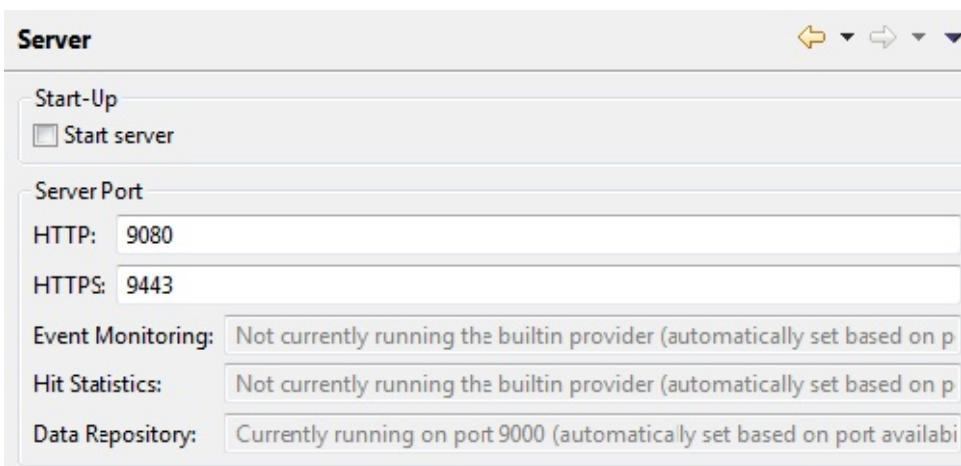 Server
Start-Up
Start server
Server Port
HTTP: 9080
HTTPS: 9443
Event Monitoring: Not currently running the builtin provider (automatically set based on p
Hit Statistics: Not currently running the builtin provider (automatically set based on p
Data Repository: Currently running on port 9000 (automatically set based on port availabi